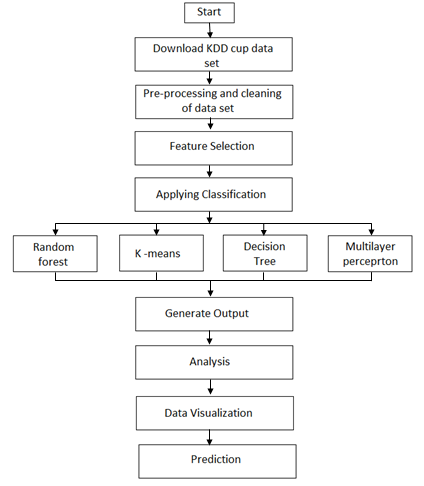 Start
Download KDD cup data
set
Pre-processing and cleaning
of data set
Feature Selection
Applying Classification
Random
forest
K -means
Decision
Tree
Multilayer
perceprton
Generate Output
Analysis
Data Visualization
Prediction